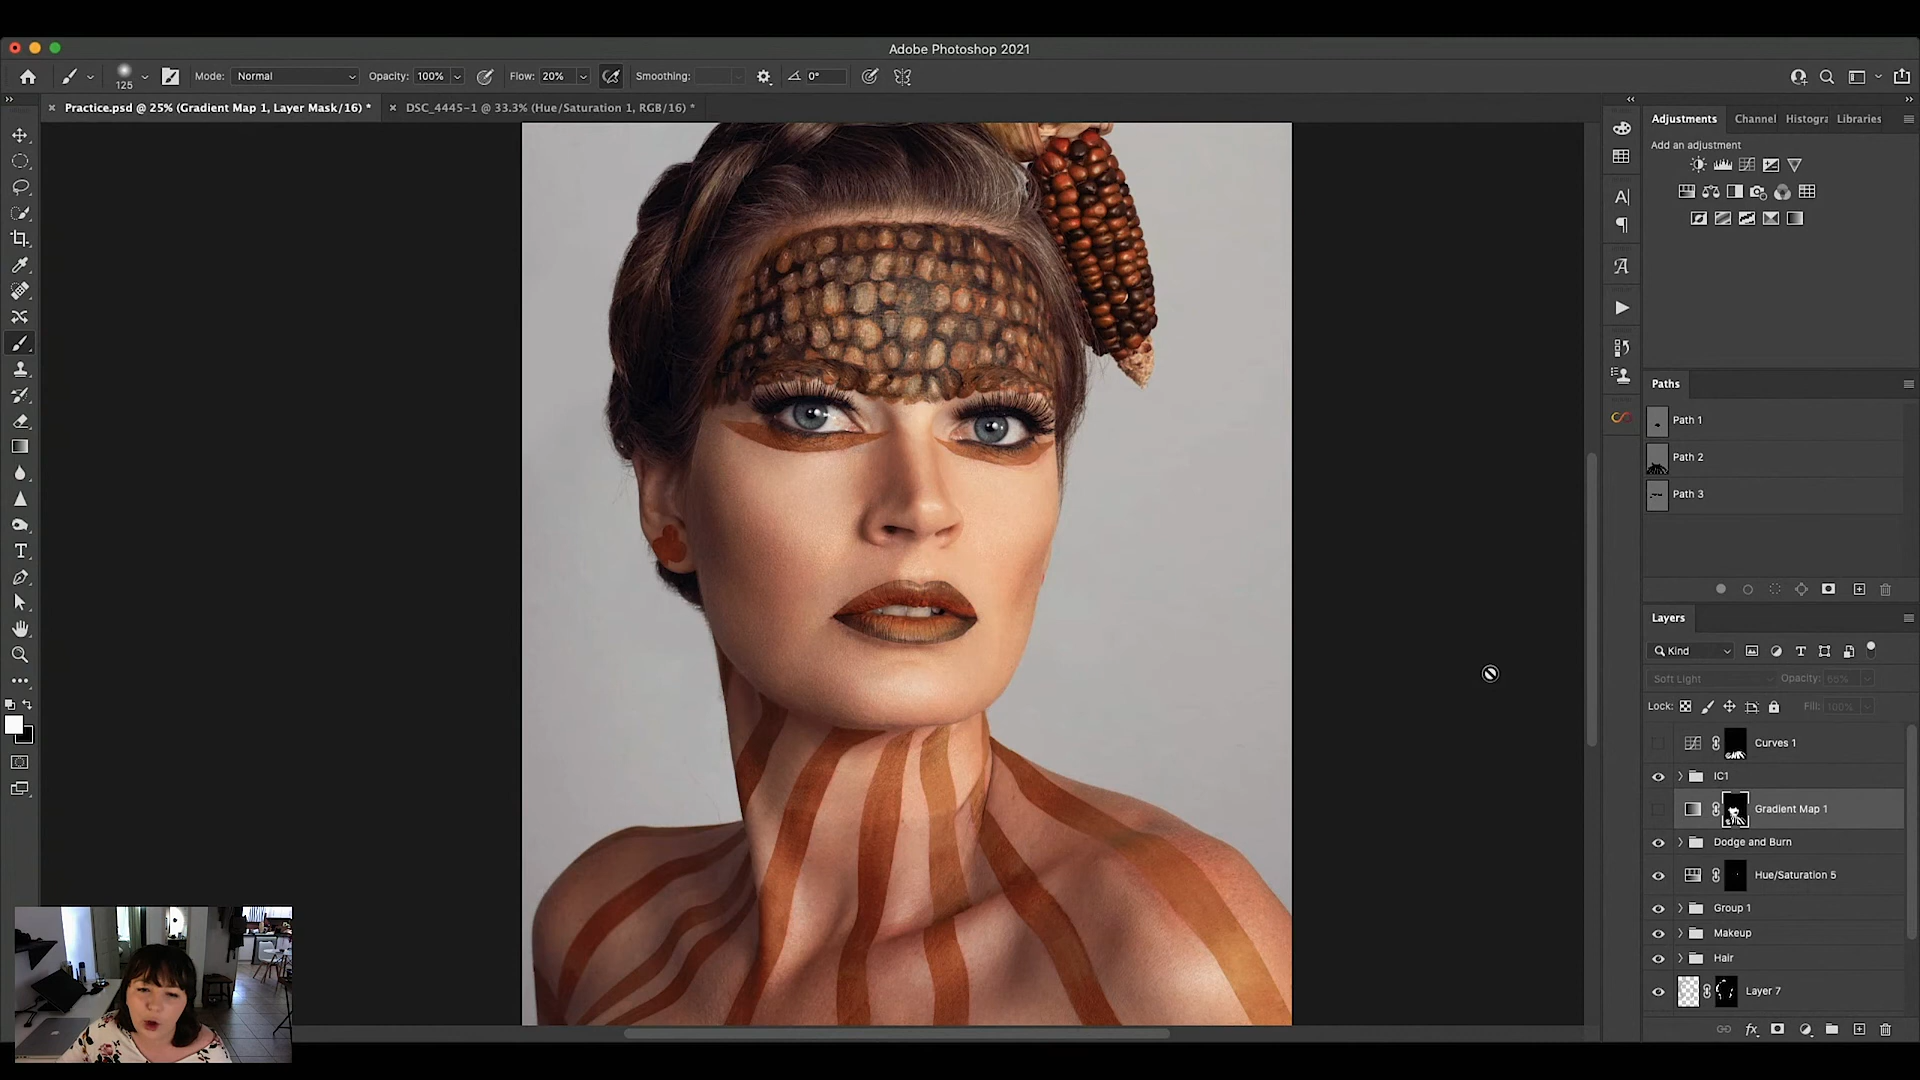 Adobe Photoshop 2021
125
Mode: Normal
Opacity: 100%
Flow: 20%
Smoothing:
0°
Practice.psd @ 25% (Gradient Map 1, Layer Mask/16) *
DSC_4445-1 @ 33.3% (Hue/Saturation 1, RGB/16) *
Adjustments
Channel
Histogra
Libraries
Add an adjustment
Paths
Path 1
Path 2
Path 3
Layers
Kind
Soft Light
Opacity: 65%
Lock:
Fill: 100%
Curves 1
IC1
Gradient Map 1
Dodge and Burn
Hue/Saturation 5
Group 1
Makeup
Hair
Layer 7